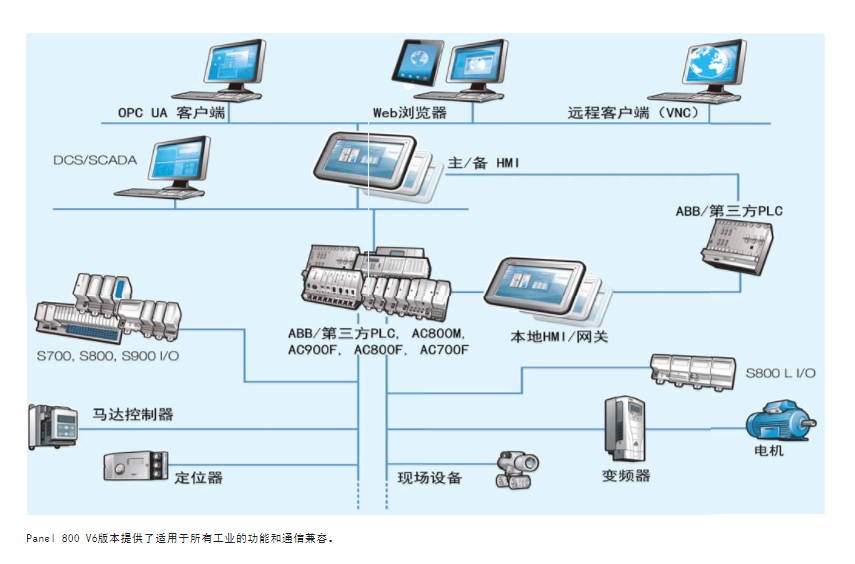 OPC UA 客户端
Web浏览器
远程客户端（VNC）
DCS/SCADA
主/备 HMI
ABB/第三方PLC
ABB/第三方PLC, AC800M,
AC900F, AC800F, AC700F
本地HMI/网关
S700, S800, S900 I/O
S800 L I/O
马达控制器
电机
定位器
现场设备
变频器
Panel 800 V6版本提供了适用于所有工业的功能和通信兼容。